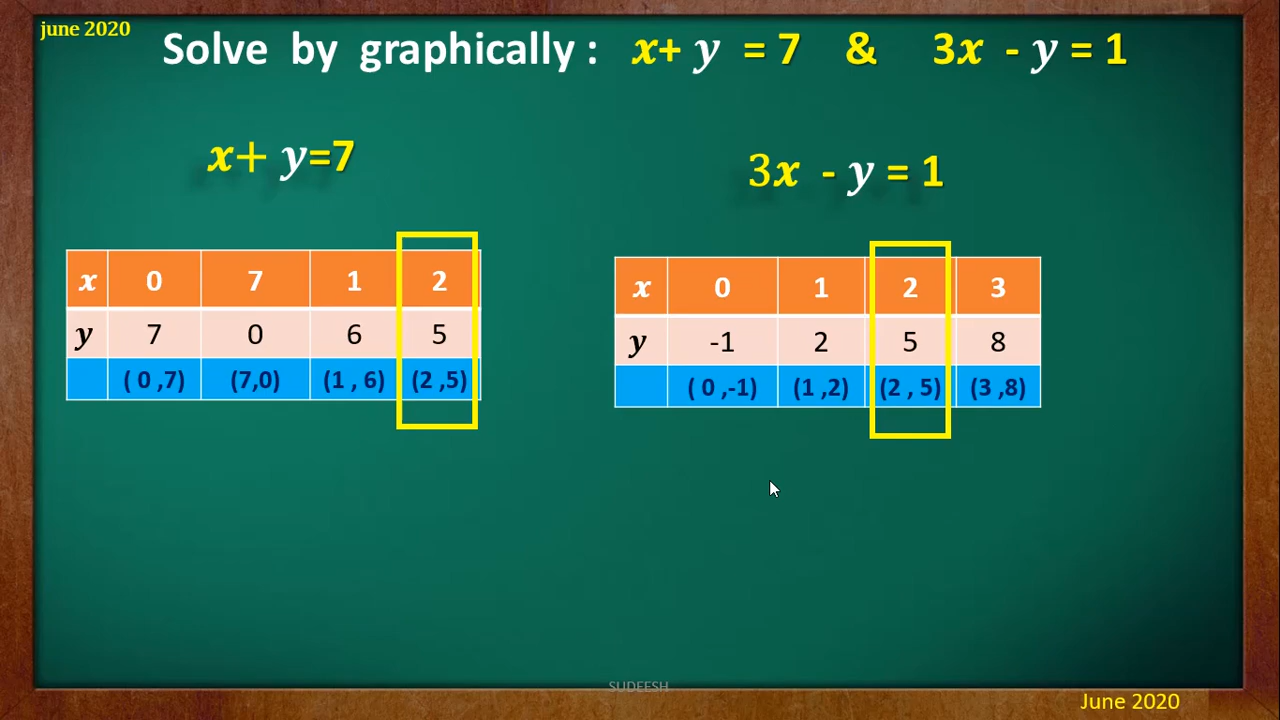 june 2020
Solve by graphically : x+ y = 7 & 3x - y = 1
x+ y=7
3x - y = 1
x 0 7 1 2
y 7 0 6 5
( 0 ,7) (7,0) (1 , 6) (2 ,5)
x 0 1 2 3
y -1 2 5 8
( 0 ,-1) (1 ,2) (2 , 5) (3 ,8)
SUDEESH
June 2020